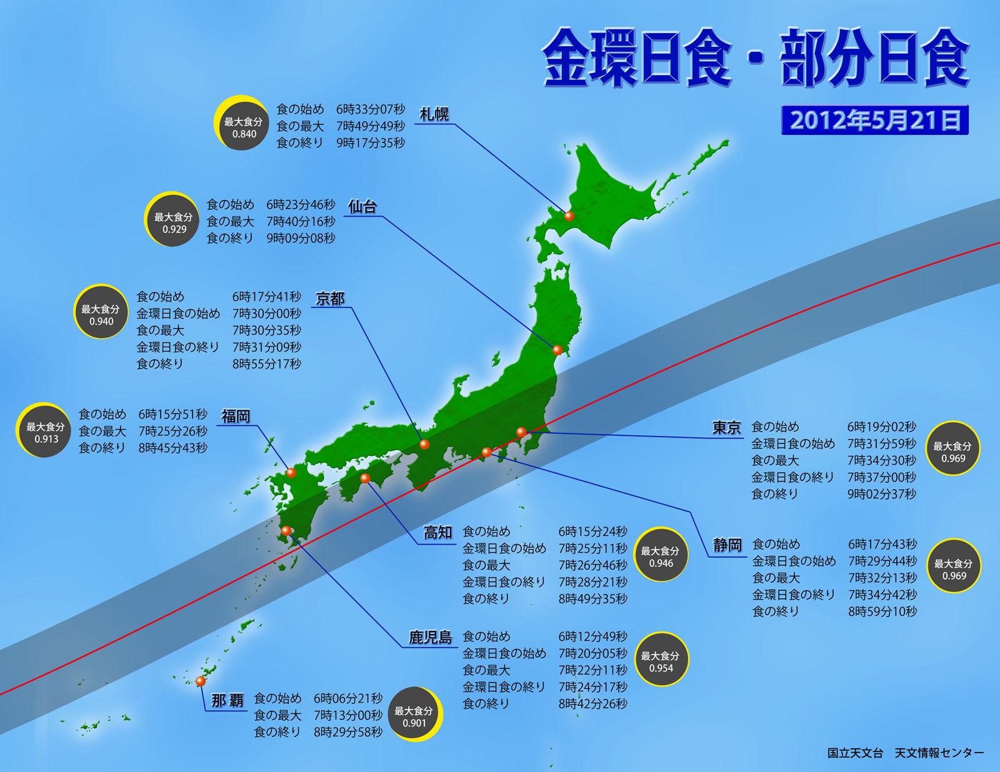 金環日食・部分日食
2012年5月21日
札幌
食の始め 6時33分07秒
食の最大 7時49分49秒
食の終り 9時17分35秒
最大食分
0.840
仙台
食の始め 6時23分46秒
食の最大 7時40分16秒
食の終り 9時09分08秒
最大食分
0.929
京都
食の始め 6時17分41秒
金環日食の始め 7時30分00秒
食の最大 7時30分35秒
金環日食の終り 7時31分09秒
食の終り 8時55分17秒
最大食分
0.940
福岡
食の始め 6時15分51秒
食の最大 7時25分26秒
食の終り 8時45分43秒
最大食分
0.913
東京
食の始め 6時19分02秒
金環日食の始め 7時31分59秒
食の最大 7時34分30秒
金環日食の終り 7時37分00秒
食の終り 9時02分37秒
最大食分
0.969
高知
食の始め 6時15分24秒
金環日食の始め 7時25分11秒
食の最大 7時26分46秒
金環日食の終り 7時28分21秒
食の終り 8時49分35秒
最大食分
0.946
静岡
食の始め 6時17分43秒
金環日食の始め 7時29分44秒
食の最大 7時32分13秒
金環日食の終り 7時34分42秒
食の終り 8時59分10秒
最大食分
0.969
鹿児島
食の始め 6時12分49秒
金環日食の始め 7時20分05秒
食の最大 7時22分11秒
金環日食の終り 7時24分17秒
食の終り 8時42分26秒
最大食分
0.954
那覇
食の始め 6時06分21秒
食の最大 7時13分00秒
食の終り 8時29分58秒
最大食分
0.901
国立天文台 天文情報センター